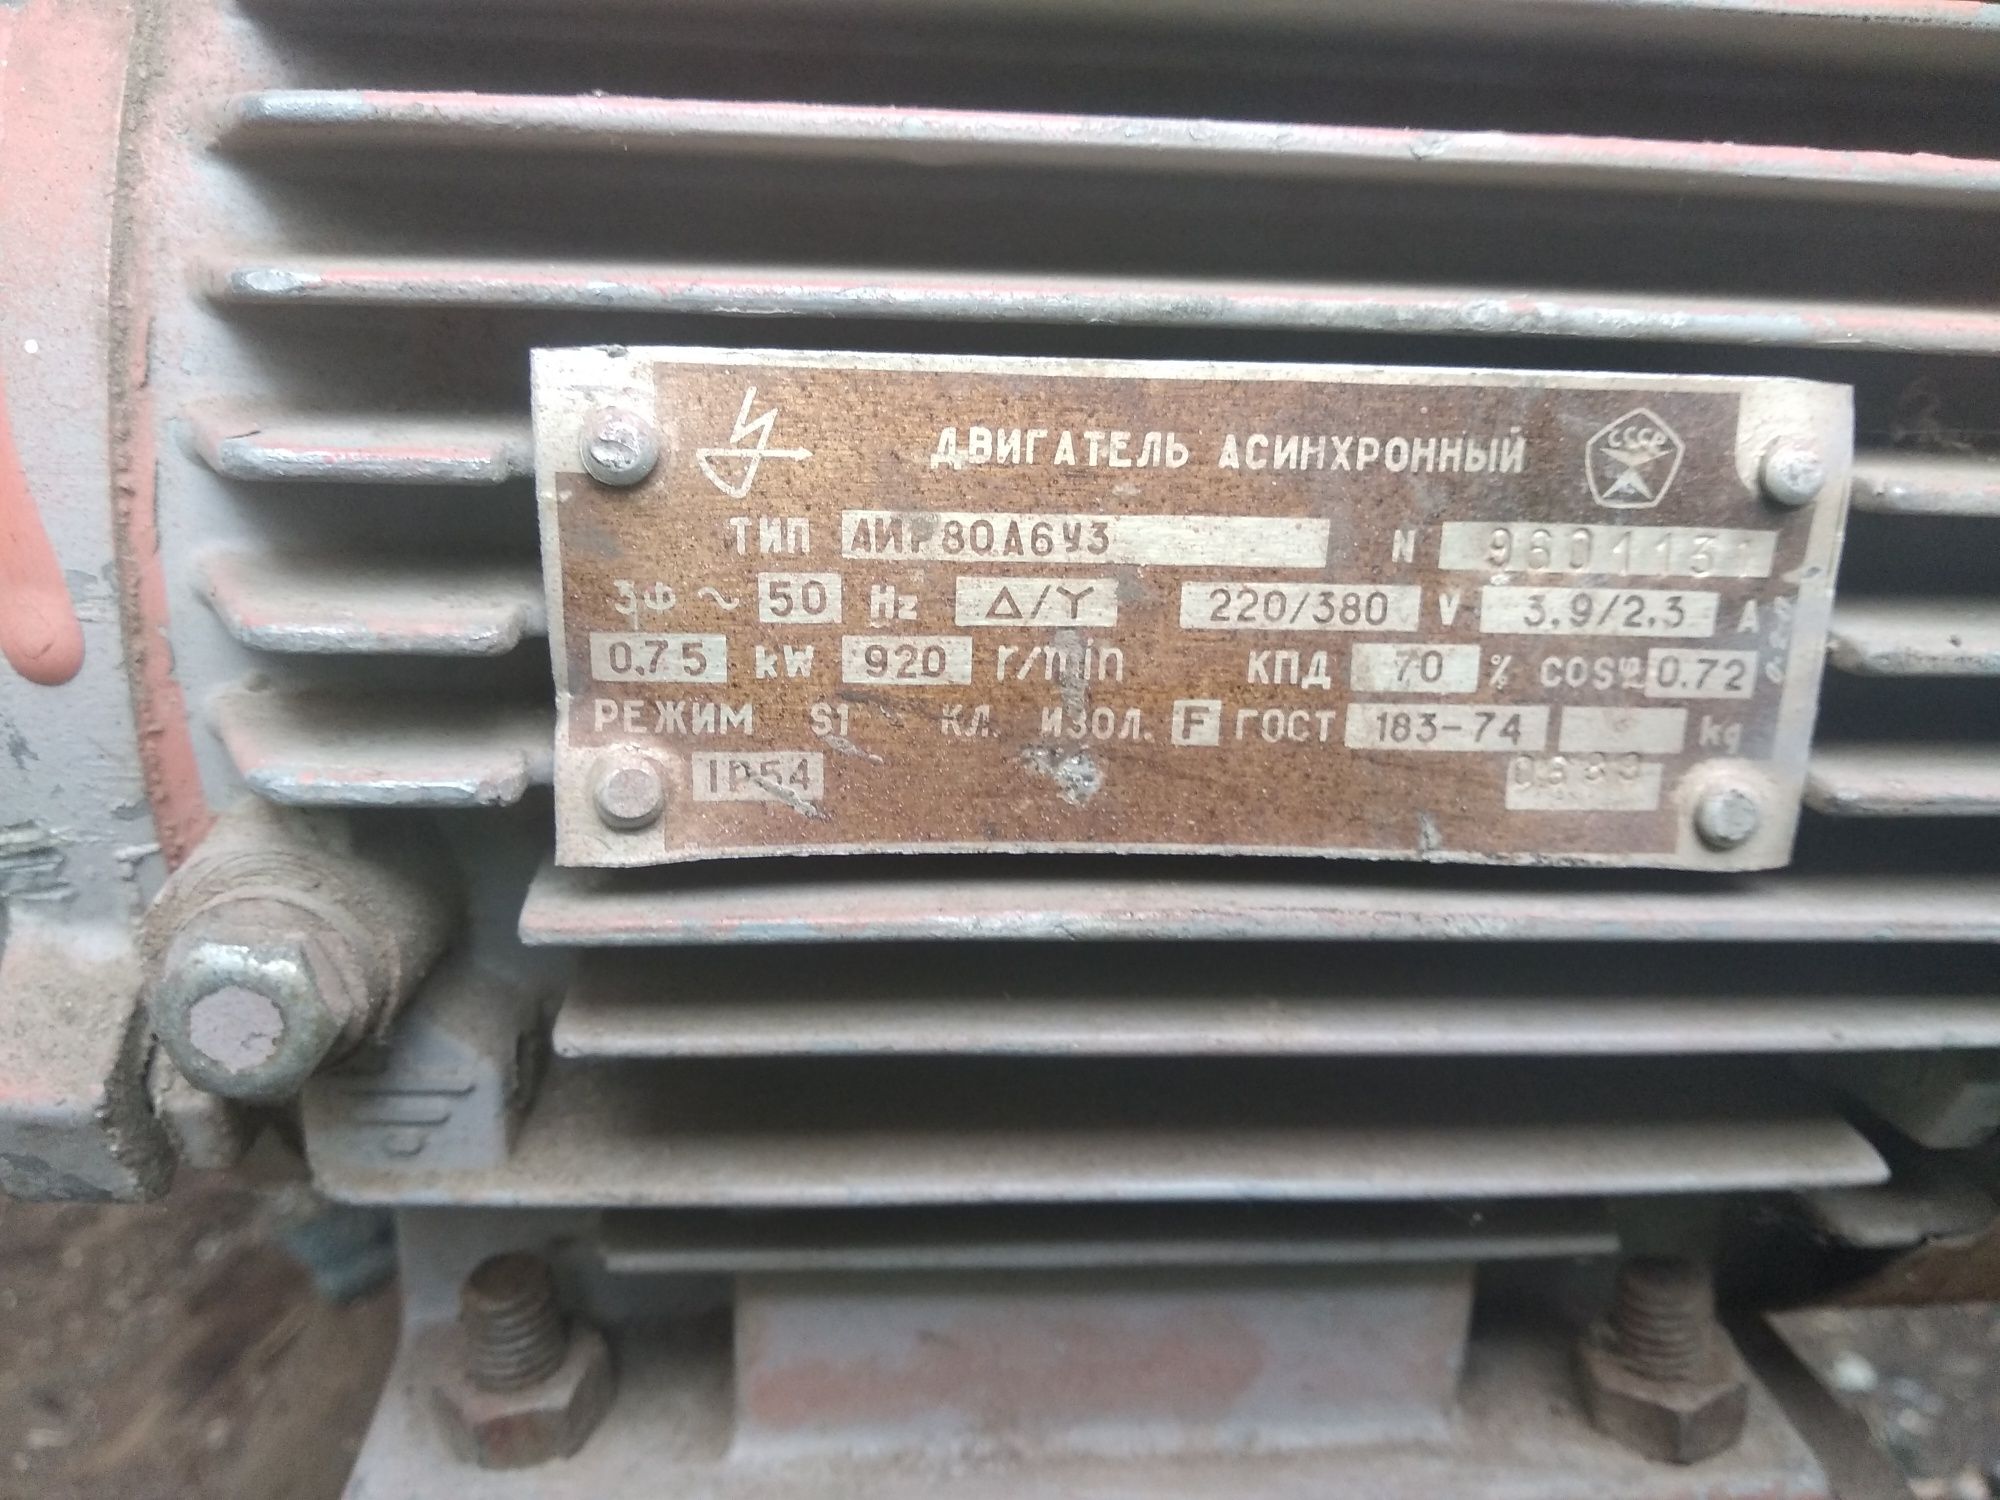 ДВИГАТЕЛЬ АСИНХРОННЫЙ СССР
ТИП АИР80А6У3 N 9601131
3Ф ~ 50 Hz Δ/Y 220/380 V 3,9/2,3 A
0,75 kW 920 r/min КПД 70 % COSφ 0.72
РЕЖИМ S1 КЛ. ИЗОЛ. F ГОСТ 183-74 kg
IP54